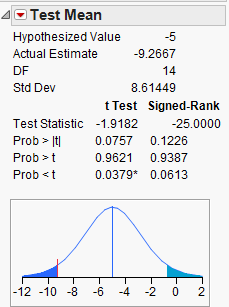 Test Mean
Hypothesized Value -5
Actual Estimate -9.2667
DF 14
Std Dev 8.61449
t Test Signed-Rank
Test Statistic -1.9182 -25.0000
Prob > |t| 0.0757 0.1226
Prob > t 0.9621 0.9387
Prob < t 0.0379* 0.0613
-12 -10 -8 -6 -4 -2 0 2